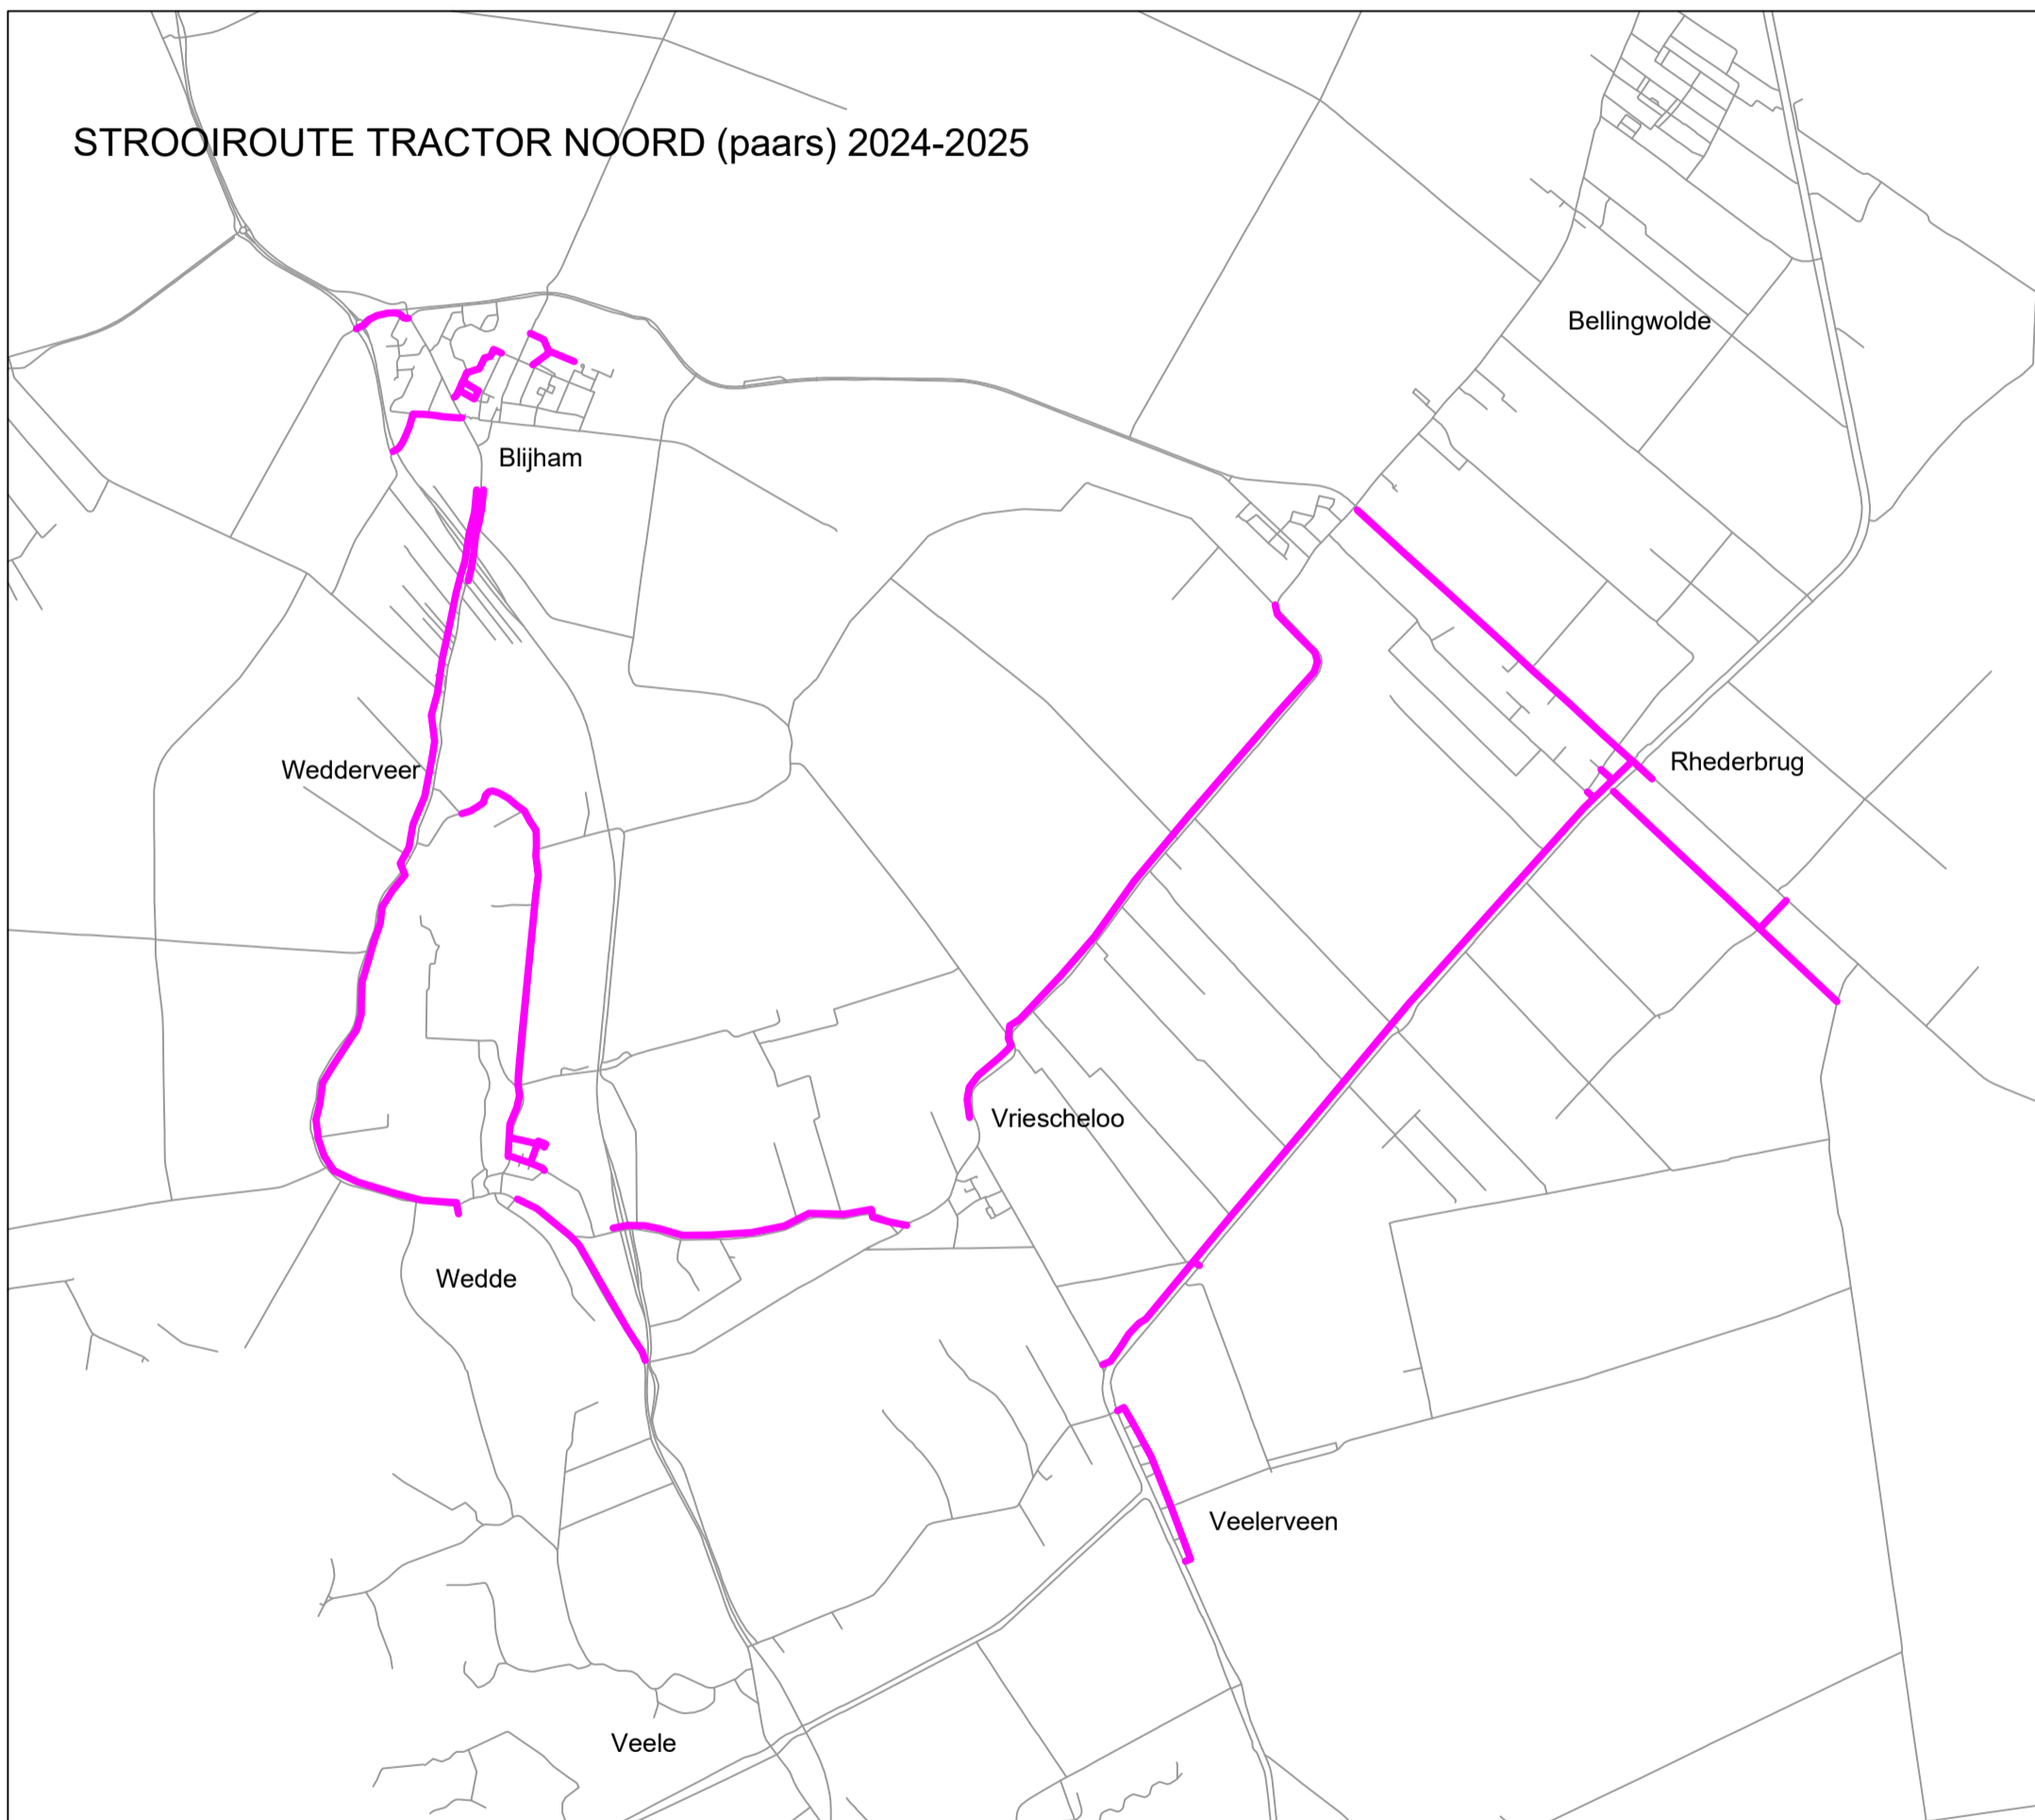 STROOIROUTE TRACTOR NOORD (paars) 2024-2025
Bellingwolde
Blijham
Wedderveer
Rhederbrug
Vriescheloo
Wedde
Veelerveen
Veele